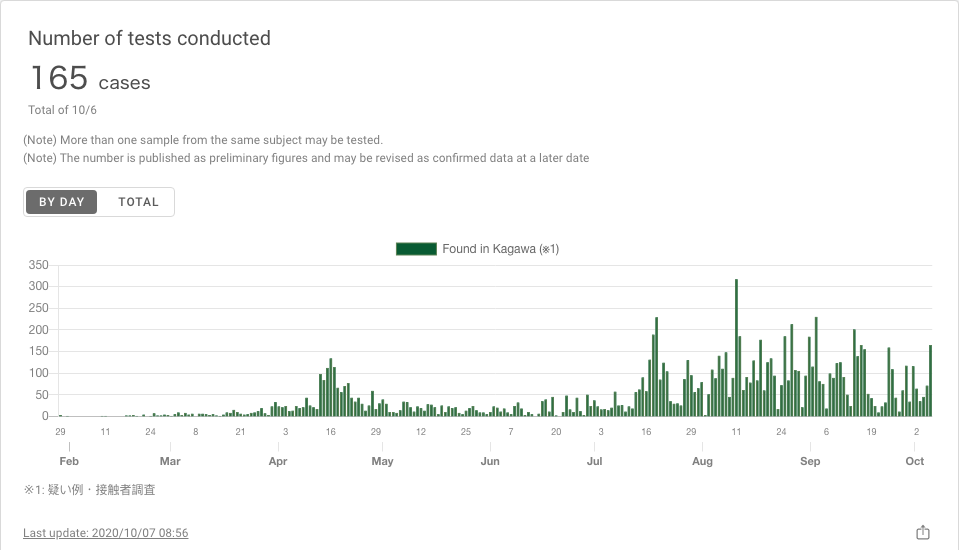 Number of tests conducted
165 cases
Total of 10/6
(Note) More than one sample from the same subject may be tested.
(Note) The number is published as preliminary figures and may be revised as confirmed data at a later date
BY DAY TOTAL
Found in Kagawa (※1)
350
300
250
200
150
100
50
0
29 11 24 8 21 3 16 29 12 25 7 20 3 16 29 11 24 6 19 2
Feb Mar Apr May Jun Jul Aug Sep Oct
※1: 疑い例・接触者調査
Last update: 2020/10/07 08:56